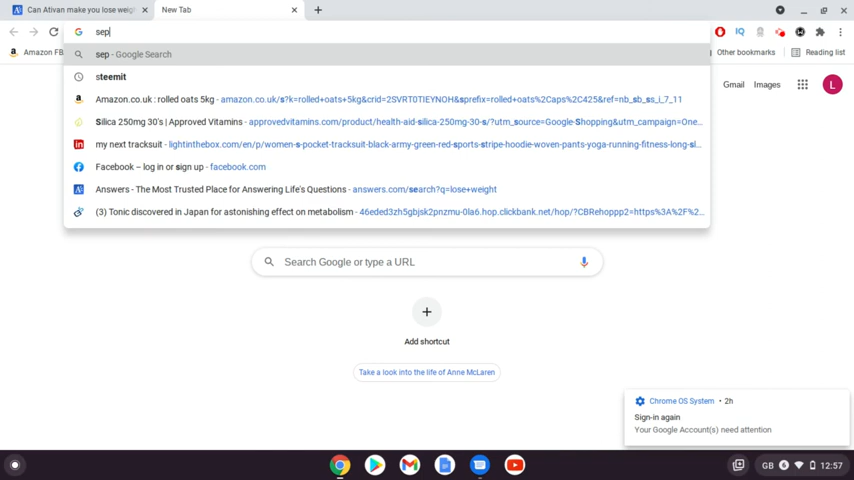 Can Ativan make you lose weigh
New Tab
sep
Amazon FB
Other bookmarks
Reading list
sep - Google Search
steemit
Amazon.co.uk : rolled oats 5kg - amazon.co.uk/s?k=rolled+oats+5kg&crid=2SVRT0TIEYNOH&sprefix=rolled+oats%2Caps%2C425&ref=nb_sb_ss_i_7_11
Silica 250mg 30's | Approved Vitamins - approvedvitamins.com/product/health-aid-silica-250mg-30-s/?utm_source=Google-Shopping&utm_campaign=One...
my next tracksuit - lightinthebox.com/en/p/women-s-pocket-tracksuit-black-army-green-red-sports-stripe-hoodie-woven-pants-yoga-running-fitness-long-sl...
Facebook – log in or sign up - facebook.com
Answers - The Most Trusted Place for Answering Life's Questions - answers.com/search?q=lose+weight
(3) Tonic discovered in Japan for astonishing effect on metabolism - 46eded3zh5gbjsk2pnzmu-0la6.hop.clickbank.net/hop/?CBRehoppp2=https%3A%2F%2...
Gmail
Images
L
Search Google or type a URL
Add shortcut
Take a look into the life of Anne McLaren
Chrome OS System • 2h
Sign-in again
Your Google Account(s) need attention
GB
6
12:57